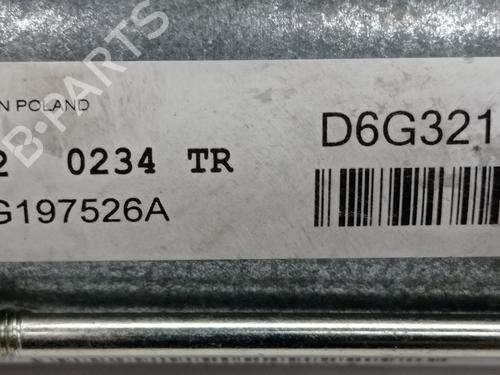 B-PARTS
N POLAND
2 0234 TR
D6G321
G197526A